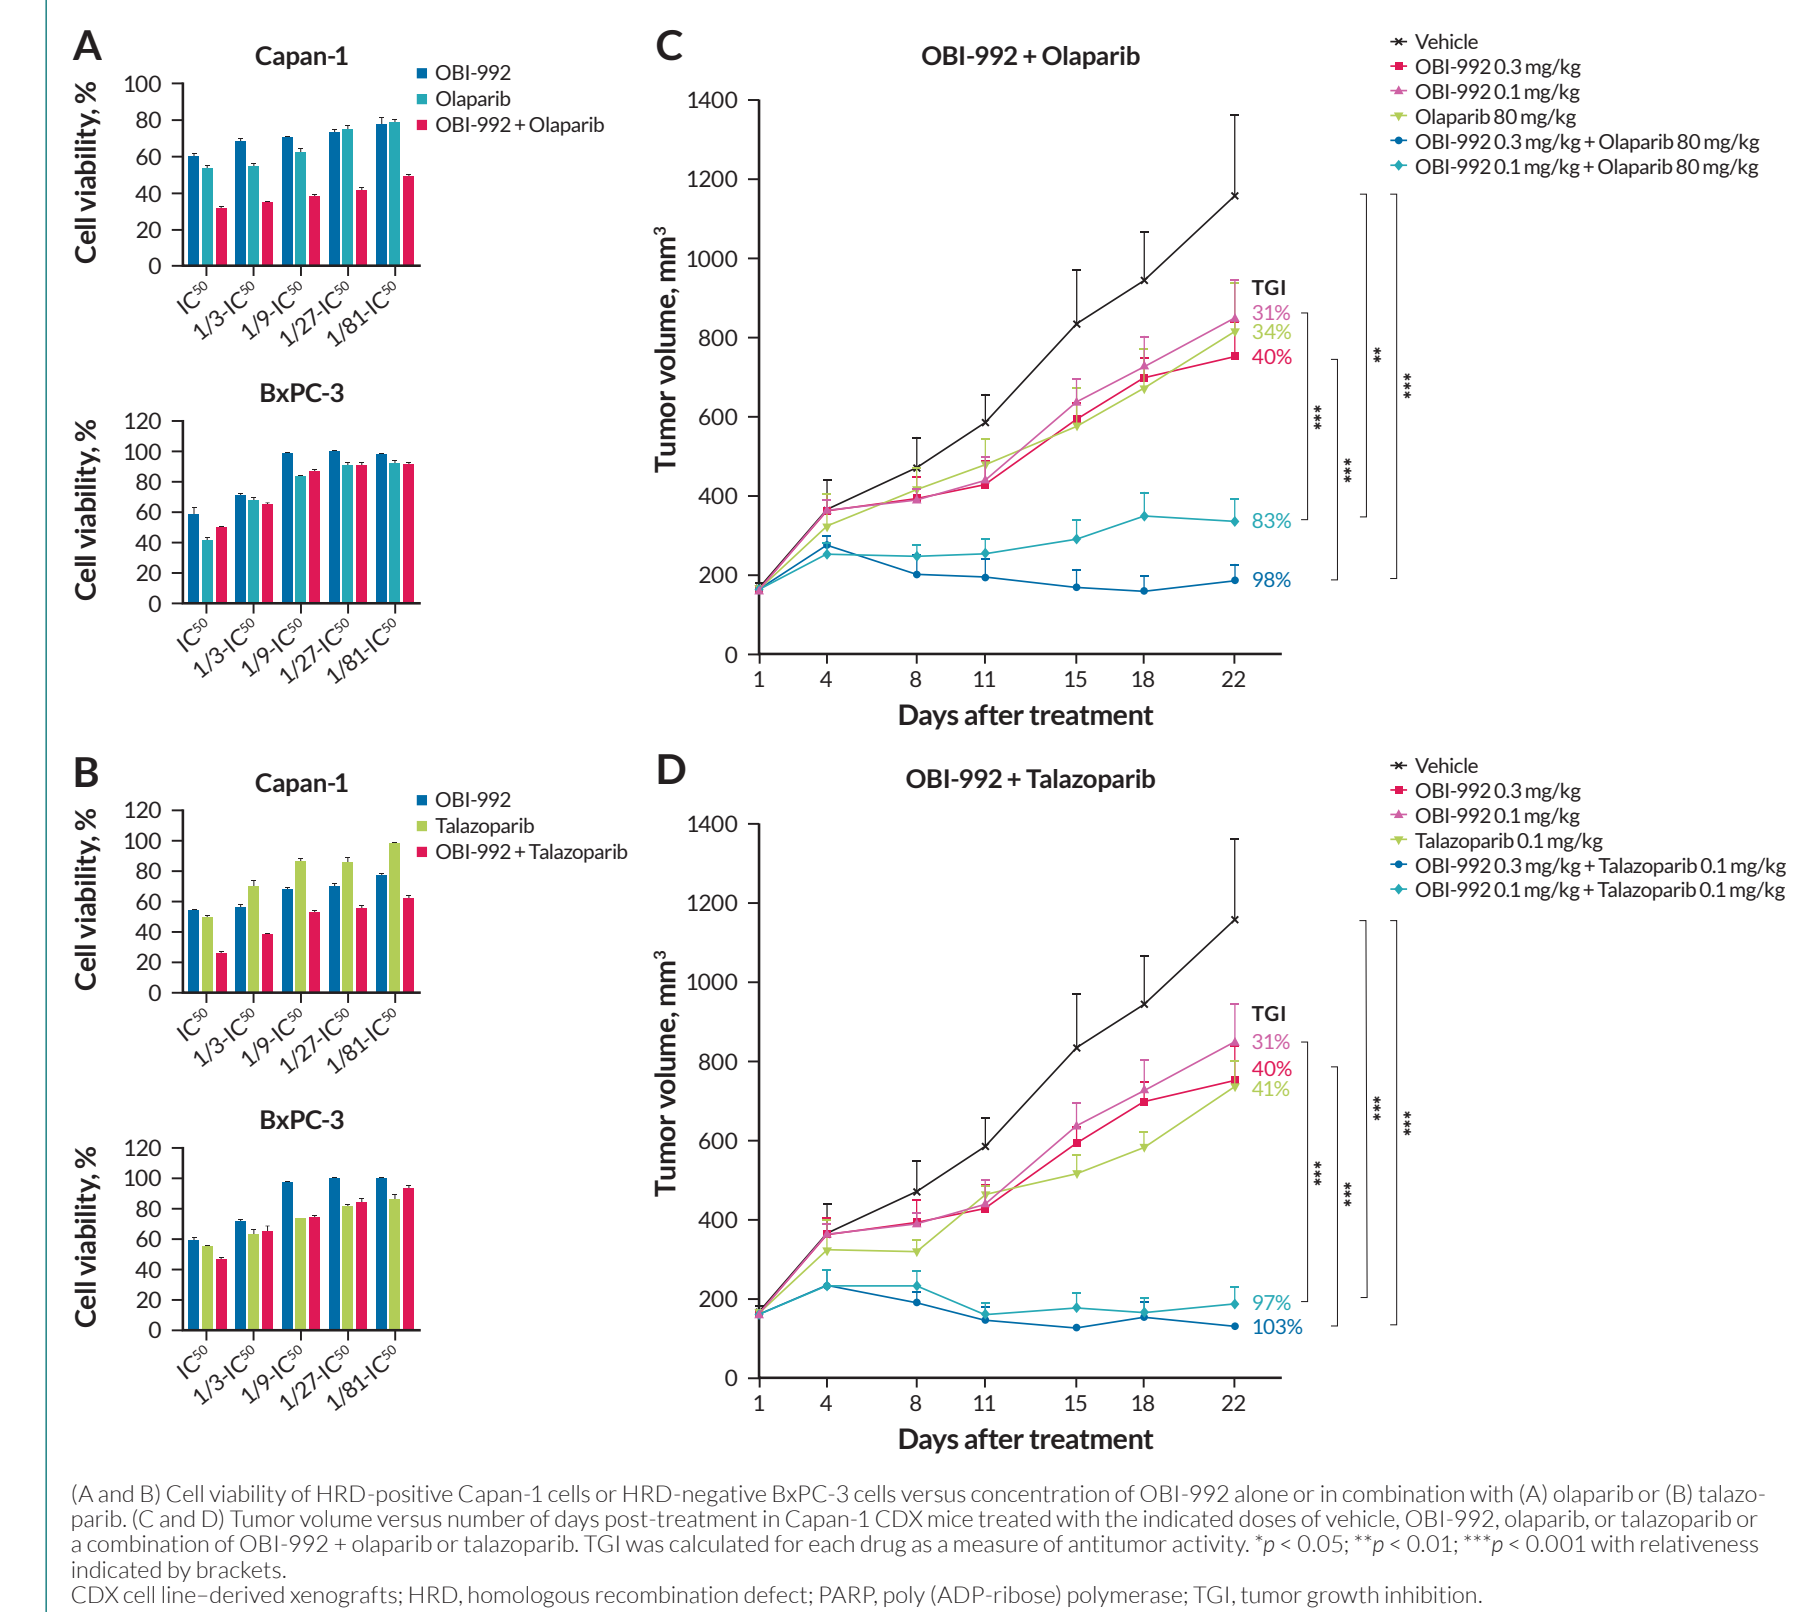 A
Capan-1
OBI-992
Olaparib
OBI-992 + Olaparib
Cell viability, %
100
80
60
40
20
0
IC50
1/3-IC50
1/9-IC50
1/27-IC50
1/81-IC50
BxPC-3
Cell viability, %
120
100
80
60
40
20
0
IC50
1/3-IC50
1/9-IC50
1/27-IC50
1/81-IC50
C
OBI-992 + Olaparib
Vehicle
OBI-992 0.3 mg/kg
OBI-992 0.1 mg/kg
Olaparib 80 mg/kg
OBI-992 0.3 mg/kg + Olaparib 80 mg/kg
OBI-992 0.1 mg/kg + Olaparib 80 mg/kg
Tumor volume, mm³
1400
1200
1000
800
600
400
200
0
TGI
31%
34%
40%
83%
98%
***
***
**
***
1 4 8 11 15 18 22
Days after treatment
B
Capan-1
OBI-992
Talazoparib
OBI-992 + Talazoparib
Cell viability, %
120
100
80
60
40
20
0
IC50
1/3-IC50
1/9-IC50
1/27-IC50
1/81-IC50
BxPC-3
Cell viability, %
120
100
80
60
40
20
0
IC50
1/3-IC50
1/9-IC50
1/27-IC50
1/81-IC50
D
OBI-992 + Talazoparib
Vehicle
OBI-992 0.3 mg/kg
OBI-992 0.1 mg/kg
Talazoparib 0.1 mg/kg
OBI-992 0.3 mg/kg + Talazoparib 0.1 mg/kg
OBI-992 0.1 mg/kg + Talazoparib 0.1 mg/kg
Tumor volume, mm³
1400
1200
1000
800
600
400
200
0
TGI
31%
40%
41%
97%
103%
***
***
***
***
1 4 8 11 15 18 22
Days after treatment
(A and B) Cell viability of HRD-positive Capan-1 cells or HRD-negative BxPC-3 cells versus concentration of OBI-992 alone or in combination with (A) olaparib or (B) talazo-
parib. (C and D) Tumor volume versus number of days post-treatment in Capan-1 CDX mice treated with the indicated doses of vehicle, OBI-992, olaparib, or talazoparib or
a combination of OBI-992 + olaparib or talazoparib. TGI was calculated for each drug as a measure of antitumor activity. *p < 0.05; **p < 0.01; ***p < 0.001 with relativeness
indicated by brackets.
CDX cell line–derived xenografts; HRD, homologous recombination defect; PARP, poly (ADP-ribose) polymerase; TGI, tumor growth inhibition.